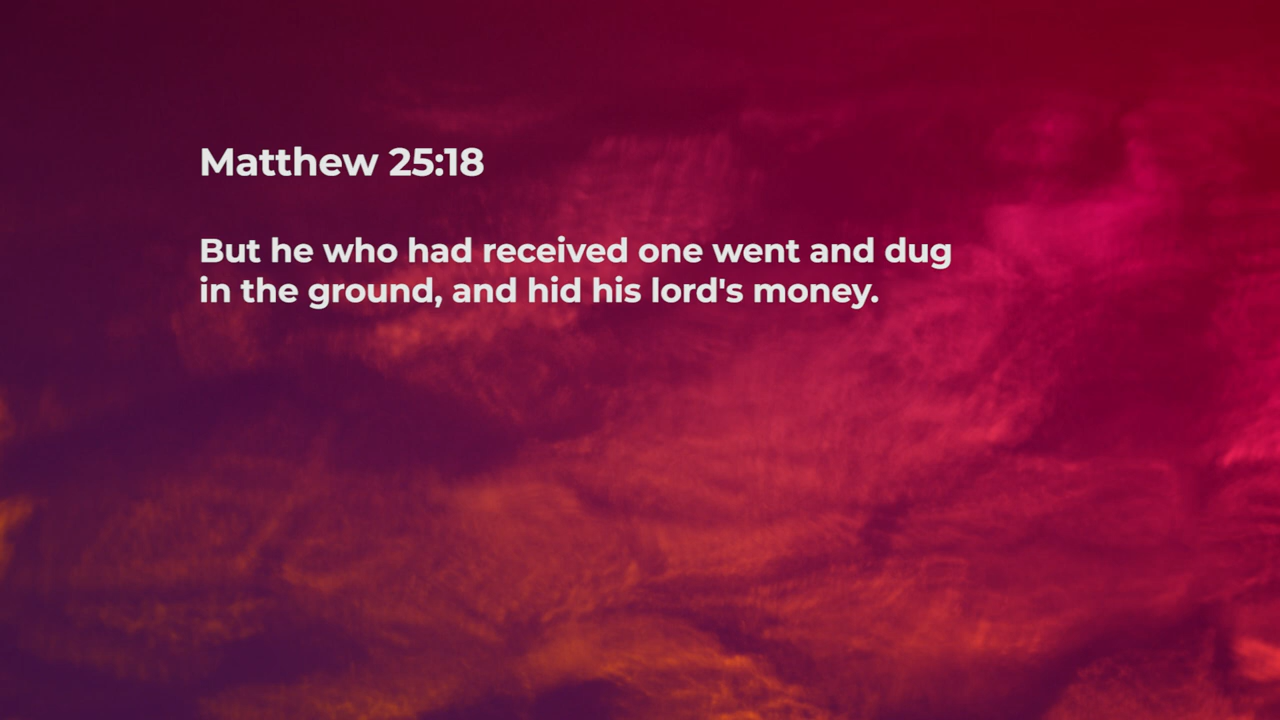 Matthew 25:18
But he who had received one went and dug
in the ground, and hid his lord's money.